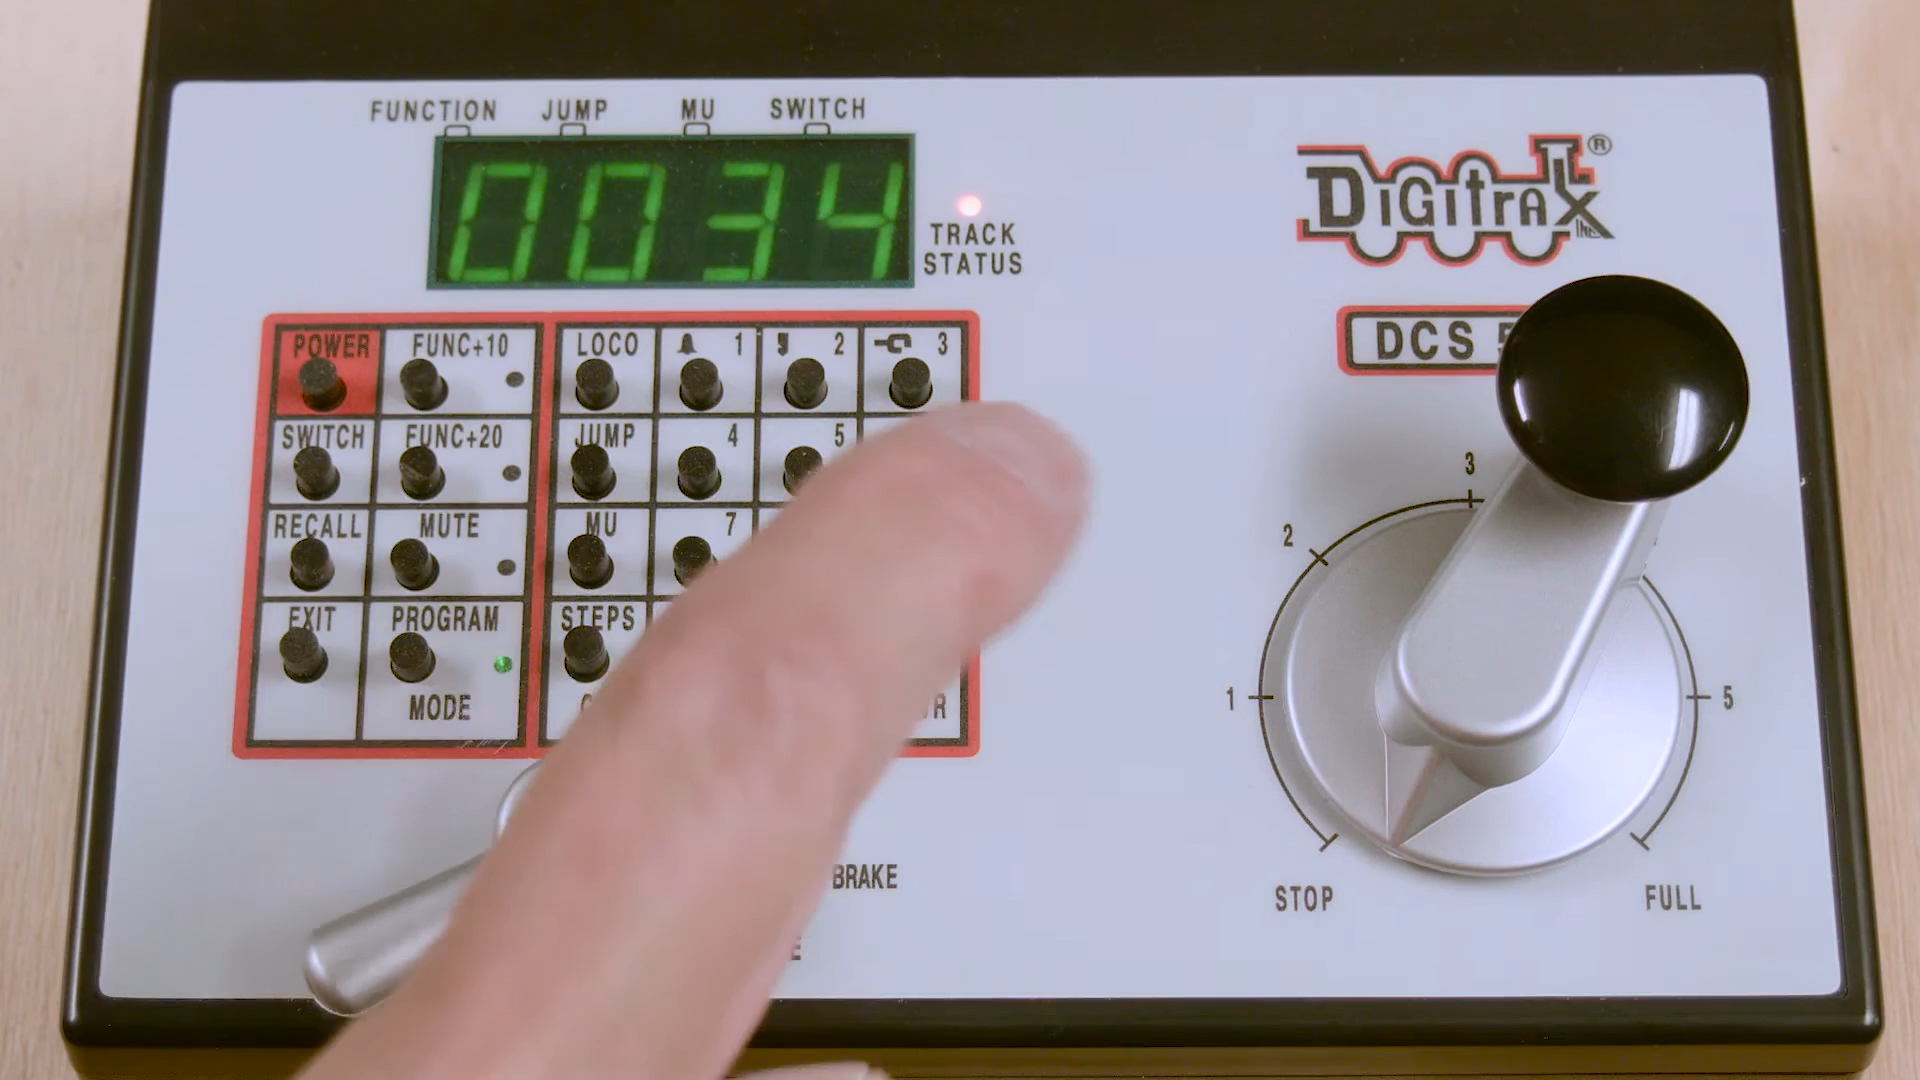 FUNCTION JUMP MU SWITCH
0034
TRACK
STATUS
DIGITRAX ®
INC
DCS
POWER FUNC+10 LOCO 1 2 3
SWITCH FUNC+20 JUMP 4 5
RECALL MUTE MU 7
EXIT PROGRAM STEPS
MODE
BRAKE
1 2 3 5
STOP FULL